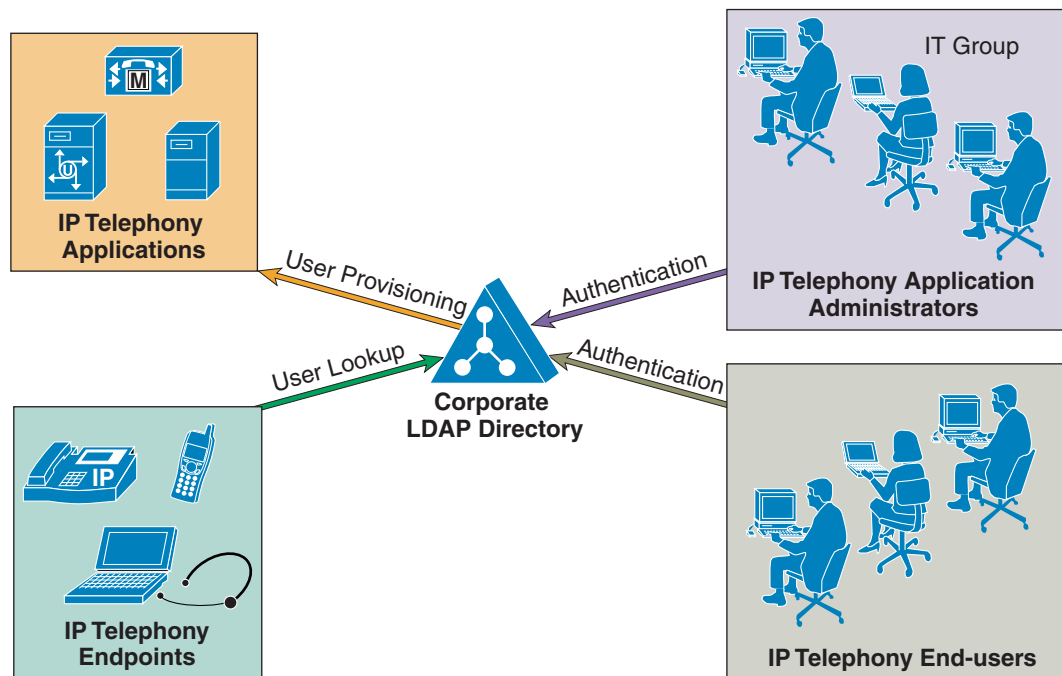 M
U
IP Telephony
Applications
IT Group
IP Telephony Application
Administrators
User Provisioning
Authentication
User Lookup
Authentication
Corporate
LDAP Directory
IP
IP Telephony
Endpoints
IP Telephony End-users